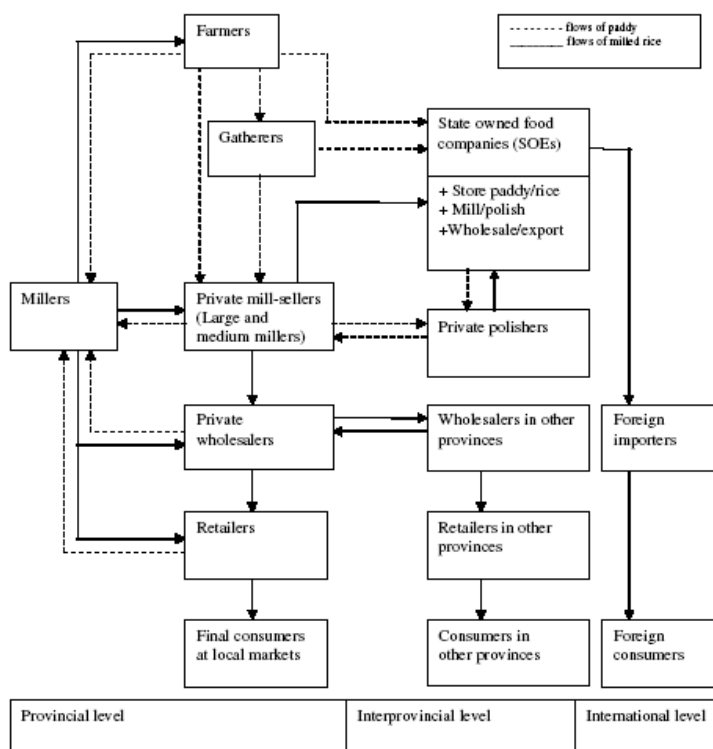 Farmers
flows of paddy
flows of milled rice
Gatherers
State owned food
companies (SOEs)
+ Store paddy/rice
+ Mill/polish
+Wholesale/export
Millers
Private mill-sellers
(Large and
medium millers)
Private polishers
Private
wholesalers
Wholesalers in other
provinces
Foreign
importers
Retailers
Retailers in other
provinces
Final consumers
at local markets
Consumers in
other provinces
Foreign
consumers
Provincial level
Interprovincial level
International level